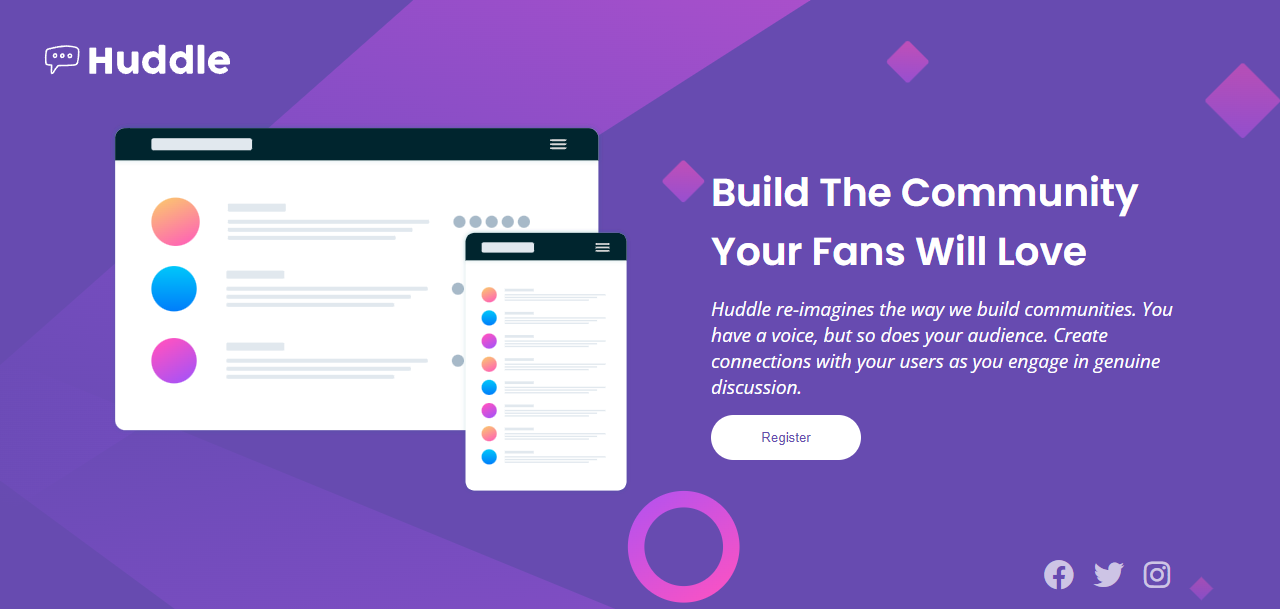 Huddle
Build The Community
Your Fans Will Love
Huddle re-imagines the way we build communities. You
have a voice, but so does your audience. Create
connections with your users as you engage in genuine
discussion.
Register